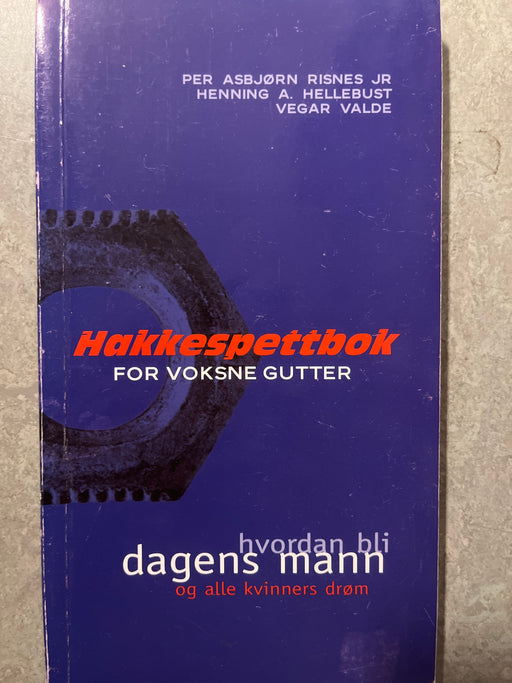 PER ASBJØRN RISNES JR
HENNING A. HELLEBUST
VEGAR VALDE
Hakkespettbok
FOR VOKSNE GUTTER
hvordan bli
dagens mann
og alle kvinners drøm